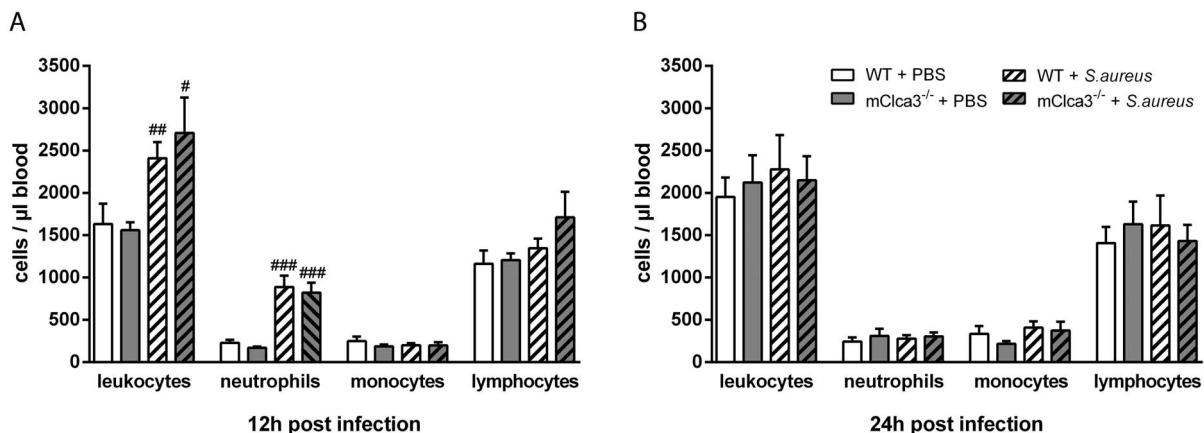 A
cells / µl blood
3500
3000
2500
2000
1500
1000
500
0
#
##
### ###
leukocytes neutrophils monocytes lymphocytes
12h post infection
B
cells / µl blood
3500
3000
2500
2000
1500
1000
500
0
WT + PBS WT + S.aureus
mClca3-/- + PBS mClca3-/- + S.aureus
leukocytes neutrophils monocytes lymphocytes
24h post infection